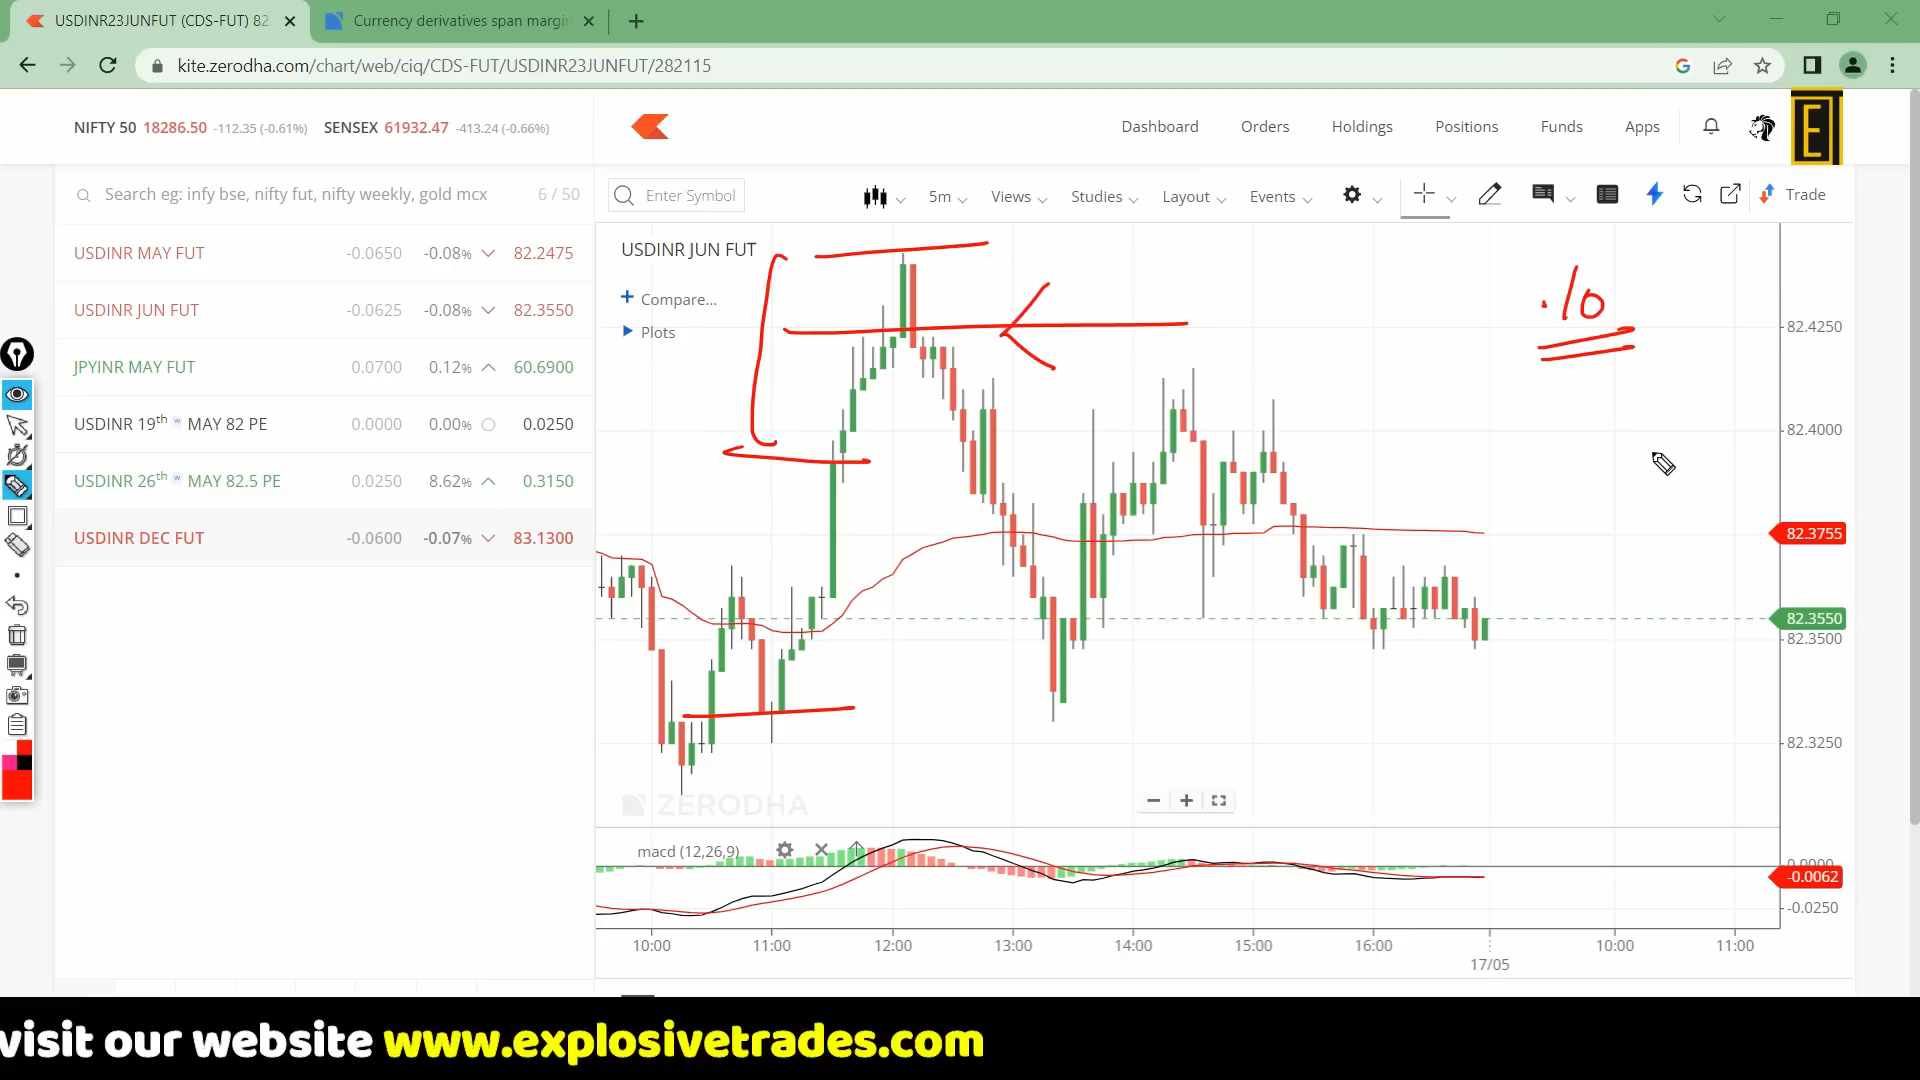 USDINR23JUNFUT (CDS-FUT) 82
Currency derivatives span margin
kite.zerodha.com/chart/web/ciq/CDS-FUT/USDINR23JUNFUT/282115
NIFTY 50 18286.50 -112.35 (-0.61%) SENSEX 61932.47 -413.24 (-0.66%)
Dashboard Orders Holdings Positions Funds Apps
E
Search eg: infy bse, nifty fut, nifty weekly, gold mcx 6 / 50
Enter Symbol 5m Views Studies Layout Events Trade
USDINR MAY FUT -0.0650 -0.08% 82.2475
USDINR JUN FUT -0.0625 -0.08% 82.3550
JPYINR MAY FUT 0.0700 0.12% 60.6900
USDINR 19th w MAY 82 PE 0.0000 0.00% 0.0250
USDINR 26th w MAY 82.5 PE 0.0250 8.62% 0.3150
USDINR DEC FUT -0.0600 -0.07% 83.1300
USDINR JUN FUT
Compare...
Plots
.10
82.4250
82.4000
82.3755
82.3550
82.3500
82.3250
ZERODHA
macd (12,26,9)
0.0000
-0.0062
-0.0250
10:00 11:00 12:00 13:00 14:00 15:00 16:00 10:00 11:00
17/05
visit our website www.explosivetrades.com